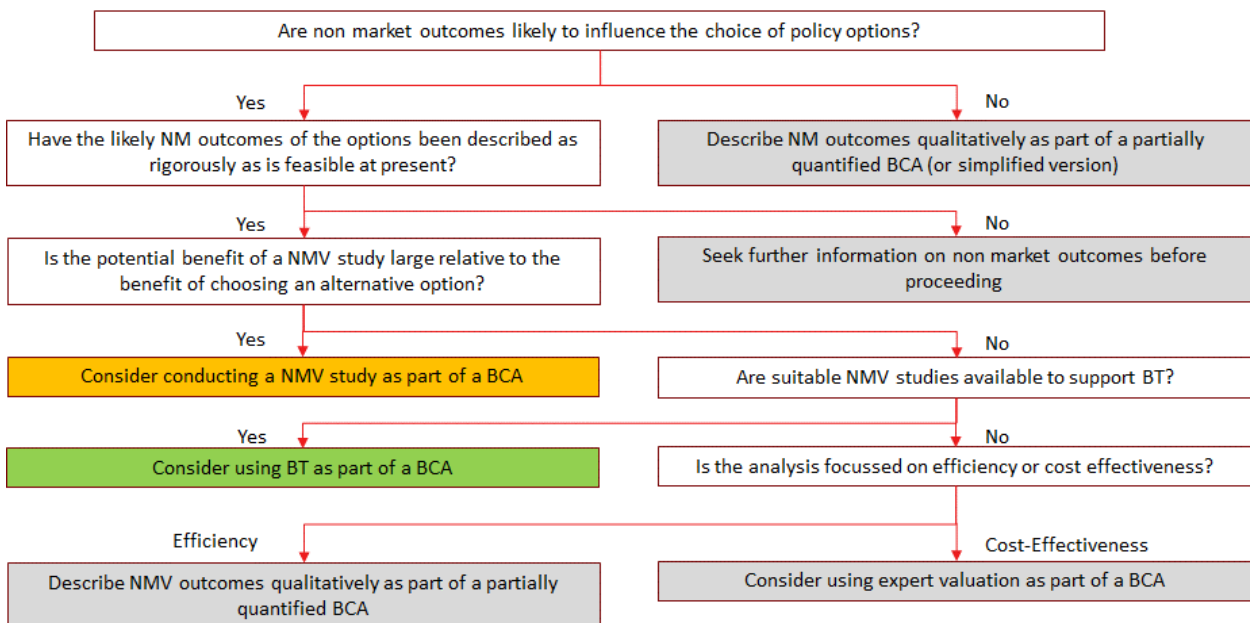 Are non market outcomes likely to influence the choice of policy options?
Yes
No
Have the likely NM outcomes of the options been described as
rigorously as is feasible at present?
Describe NM outcomes qualitatively as part of a partially
quantified BCA (or simplified version)
Yes
No
Is the potential benefit of a NMV study large relative to the
benefit of choosing an alternative option?
Seek further information on non market outcomes before
proceeding
Yes
No
Consider conducting a NMV study as part of a BCA
Are suitable NMV studies available to support BT?
Yes
No
Consider using BT as part of a BCA
Is the analysis focussed on efficiency or cost effectiveness?
Efficiency
Cost-Effectiveness
Describe NMV outcomes qualitatively as part of a partially
quantified BCA
Consider using expert valuation as part of a BCA